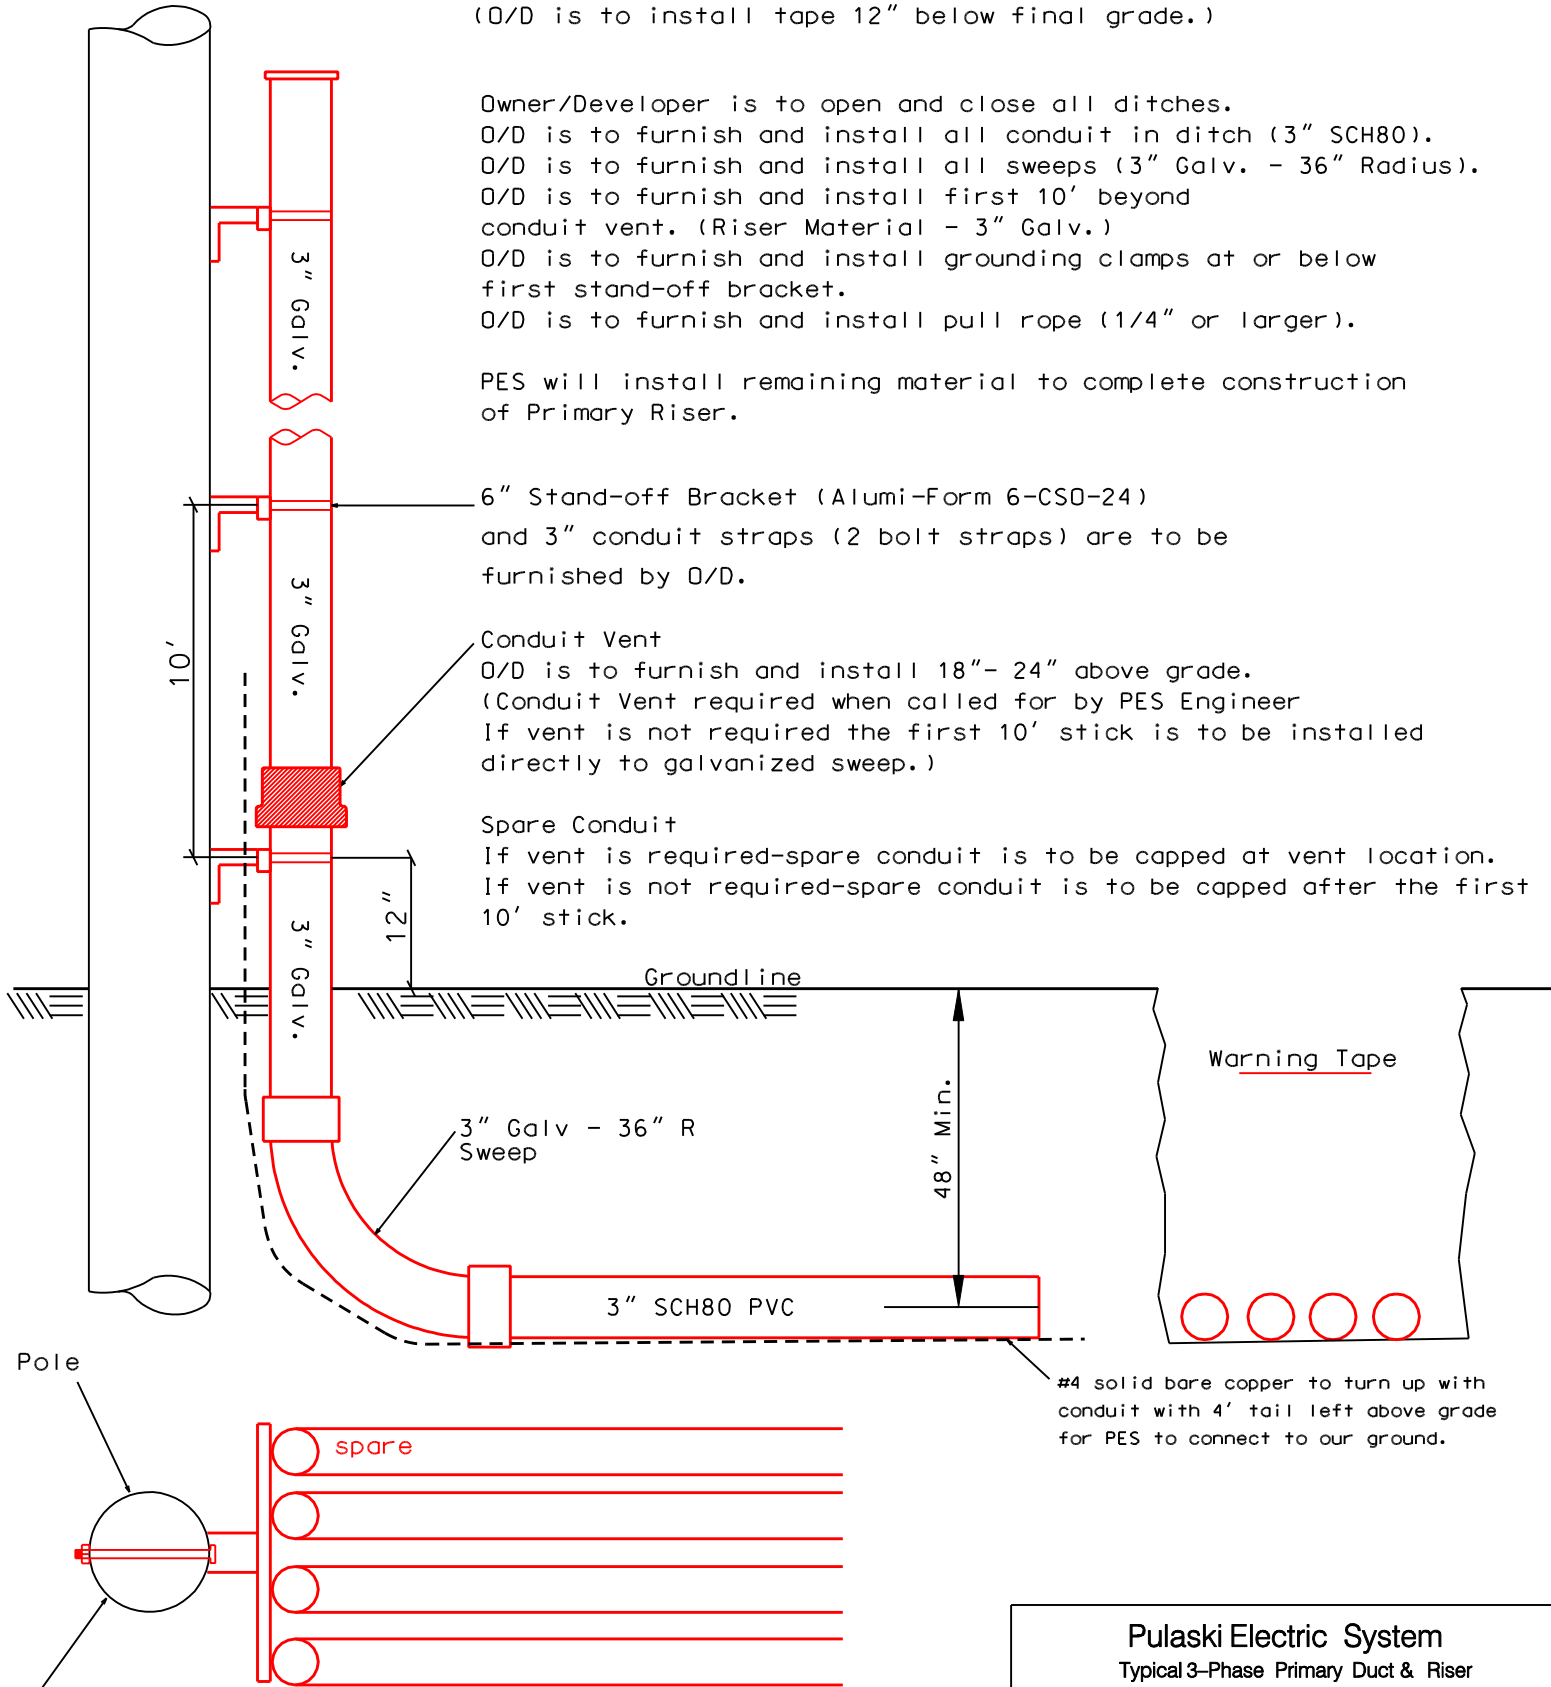 (O/D is to install tape 12" below final grade.)
Owner/Developer is to open and close all ditches.
O/D is to furnish and install all conduit in ditch (3" SCH80).
O/D is to furnish and install all sweeps (3" Galv. - 36" Radius).
O/D is to furnish and install first 10' beyond
conduit vent. (Riser Material - 3" Galv.)
O/D is to furnish and install grounding clamps at or below
first stand-off bracket.
O/D is to furnish and install pull rope (1/4" or larger).
PES will install remaining material to complete construction
of Primary Riser.
3" Galv.
6" Stand-off Bracket (Alumi-Form 6-CSO-24)
and 3" conduit straps (2 bolt straps) are to be
furnished by O/D.
3" Galv.
10'
Conduit Vent
O/D is to furnish and install 18"- 24" above grade.
(Conduit Vent required when called for by PES Engineer
If vent is not required the first 10' stick is to be installed
directly to galvanized sweep.)
Spare Conduit
If vent is required-spare conduit is to be capped at vent location.
If vent is not required-spare conduit is to be capped after the first
10' stick.
12"
3" Galv.
Groundline
Warning Tape
48" Min.
3" Galv - 36" R
Sweep
3" SCH80 PVC
#4 solid bare copper to turn up with
conduit with 4' tail left above grade
for PES to connect to our ground.
Pole
spare
Pulaski Electric System
Typical 3-Phase Primary Duct & Riser